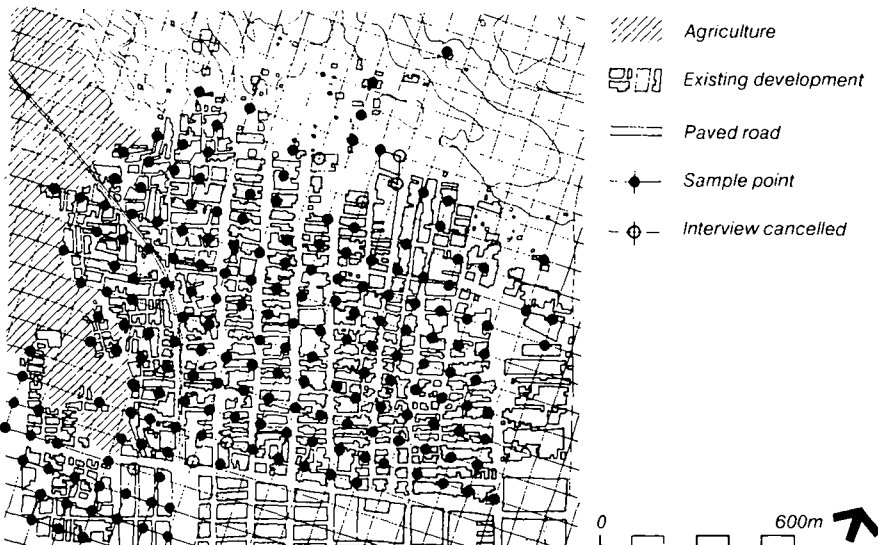 Agriculture
Existing development
Paved road
Sample point
Interview cancelled
0 600m